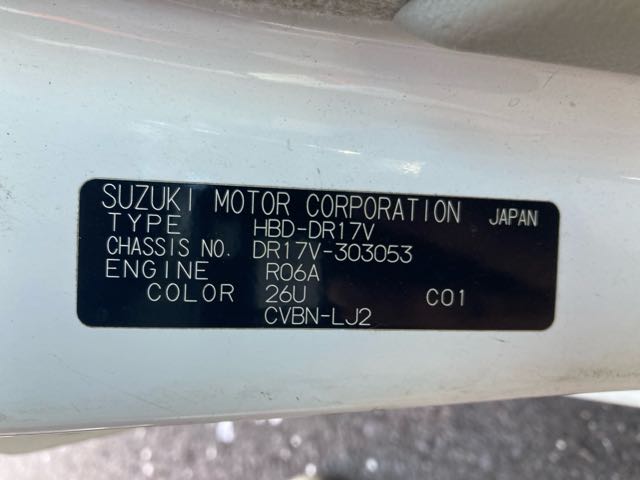 SUZUKI MOTOR CORPORATION JAPAN
TYPE HBD-DR17V
CHASSIS NO. DR17V-303053
ENGINE R06A
COLOR 26U C01
CVBN-LJ2